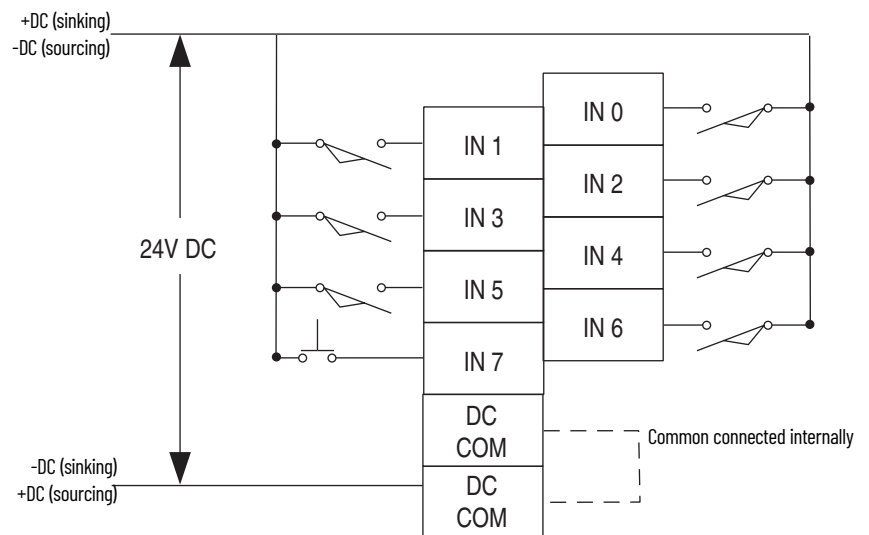 +DC (sinking)
-DC (sourcing)
IN 0
IN 1
IN 2
IN 3
24V DC
IN 4
IN 5
IN 6
IN 7
DC
COM
Common connected internally
-DC (sinking)
+DC (sourcing)
DC
COM